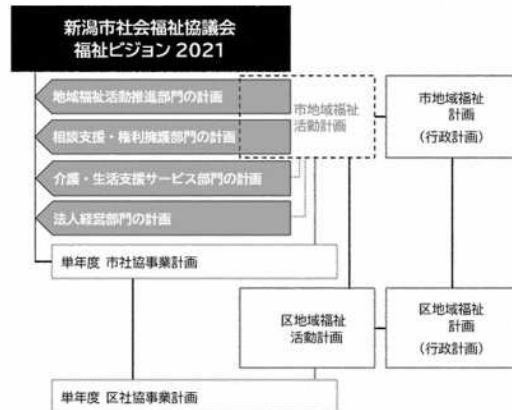 新潟市社会福祉協議会
福祉ビジョン 2021
地域福祉活動推進部門の計画
相談支援・権利擁護部門の計画
介護・生活支援サービス部門の計画
法人経営部門の計画
市地域福祉
活動計画
市地域福祉
計画
(行政計画)
単年度 市社協事業計画
区地域福祉
活動計画
区地域福祉
計画
(行政計画)
単年度 区社協事業計画